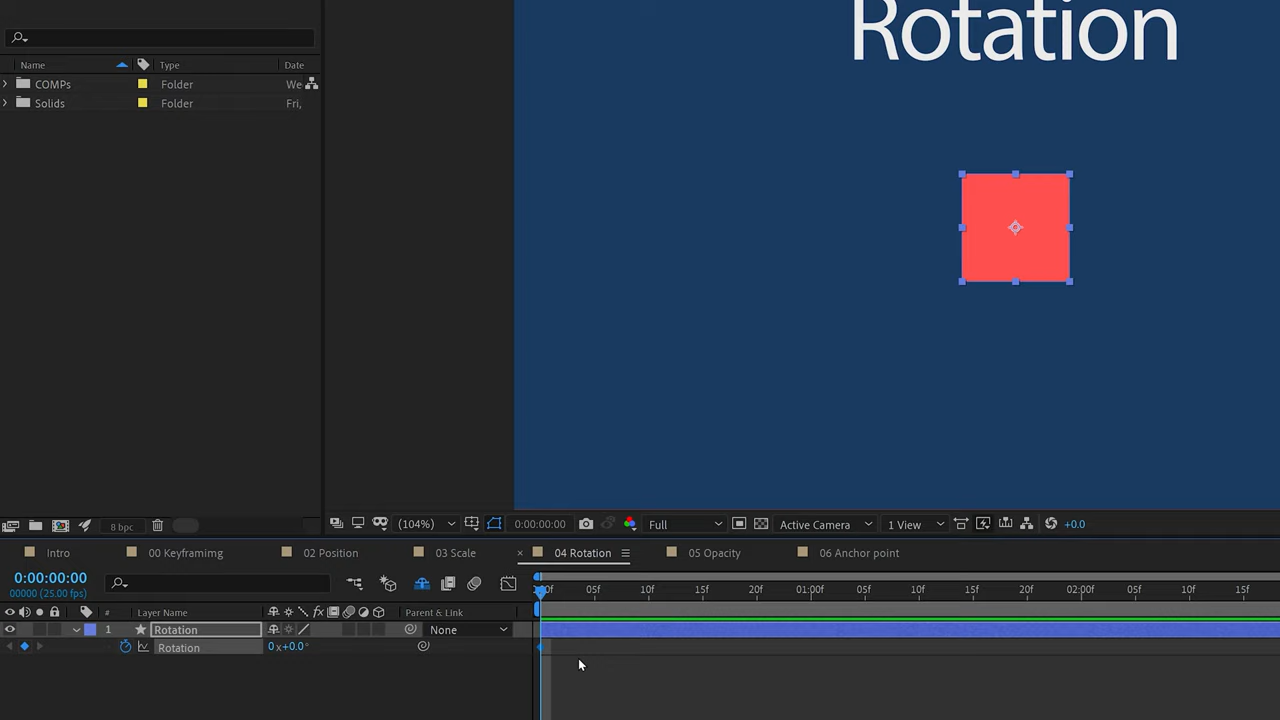 Rotation
Name Type Date
COMPs Folder We
Solids Folder Fri,
8 bpc (104%) 0:00:00:00 Full Active Camera 1 View +0.0
Intro 00 Keyframimg 02 Position 03 Scale × 04 Rotation 05 Opacity 06 Anchor point
0:00:00:00
00000 (25.00 fps)
05f 10f 15f 20f 01:00f 05f 10f 15f 20f 02:00f 05f 10f 15f
# Layer Name fx Parent & Link
1 Rotation None
Rotation 0x+0.0°